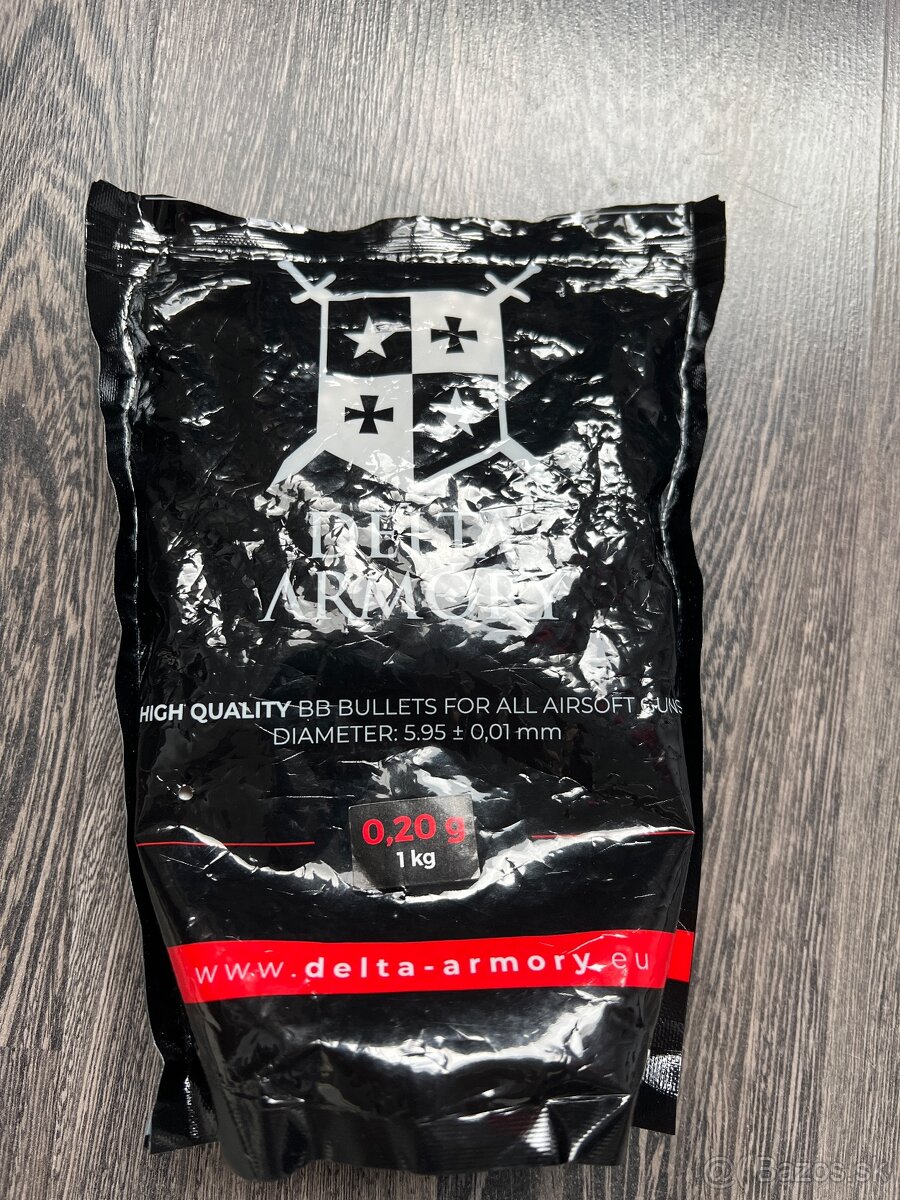 DELTA
ARMORY
HIGH QUALITY BB BULLETS FOR ALL AIRSOFT GUNS
DIAMETER: 5.95 ± 0,01 mm
0,20 g
1 kg
www.delta-armory.eu
Bazos.sk